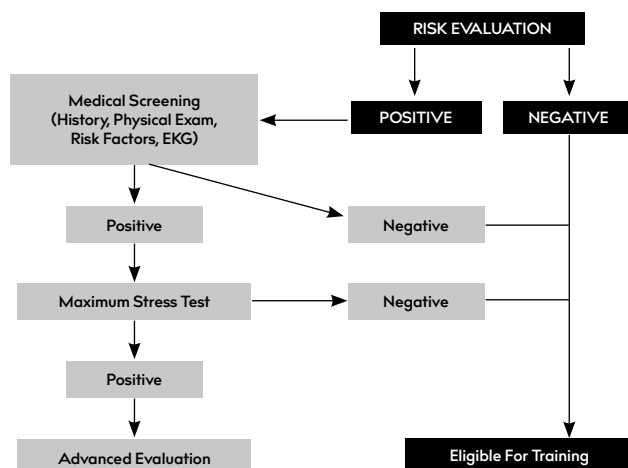 RISK EVALUATION
Medical Screening
(History, Physical Exam,
Risk Factors, EKG)
POSITIVE
NEGATIVE
Positive
Negative
Maximum Stress Test
Negative
Positive
Advanced Evaluation
Eligible For Training